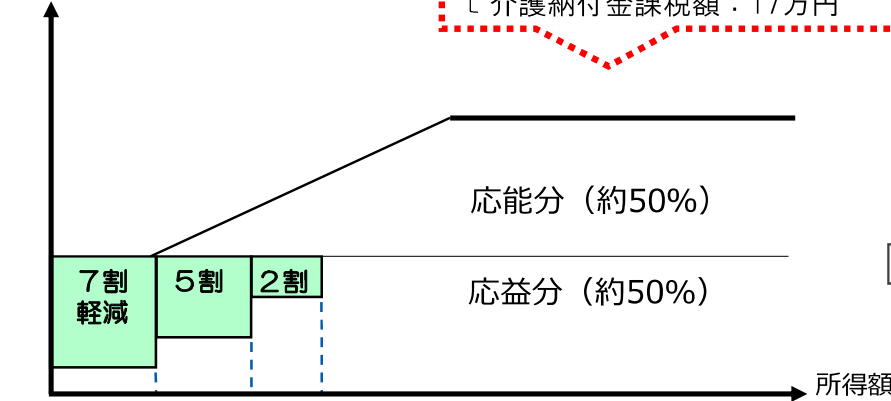 介護納付金課税額：17万円
応能分（約50%）
7割
軽減
5割
2割
応益分（約50%）
所得額